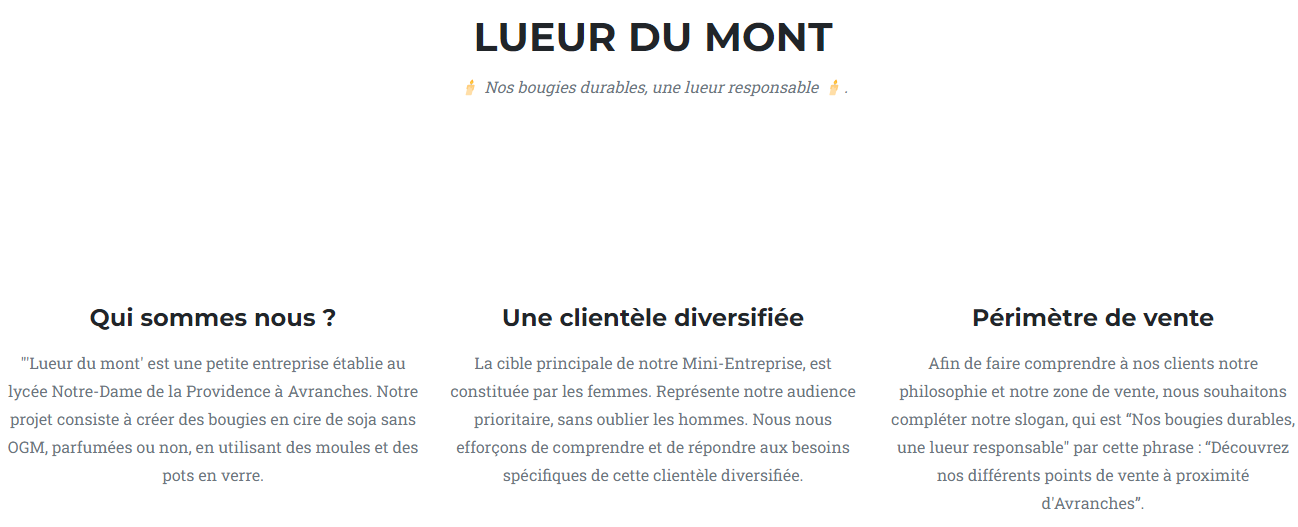 LUEUR DU MONT
Nos bougies durables, une lueur responsable .
Qui sommes nous ?
"'Lueur du mont' est une petite entreprise établie au
lycée Notre-Dame de la Providence à Avranches. Notre
projet consiste à créer des bougies en cire de soja sans
OGM, parfumées ou non, en utilisant des moules et des
pots en verre.
Une clientèle diversifiée
La cible principale de notre Mini-Entreprise, est
constituée par les femmes. Représente notre audience
prioritaire, sans oublier les hommes. Nous nous
efforçons de comprendre et de répondre aux besoins
spécifiques de cette clientèle diversifiée.
Périmètre de vente
Afin de faire comprendre à nos clients notre
philosophie et notre zone de vente, nous souhaitons
compléter notre slogan, qui est “Nos bougies durables,
une lueur responsable" par cette phrase : “Découvrez
nos différents points de vente à proximité
d'Avranches”.